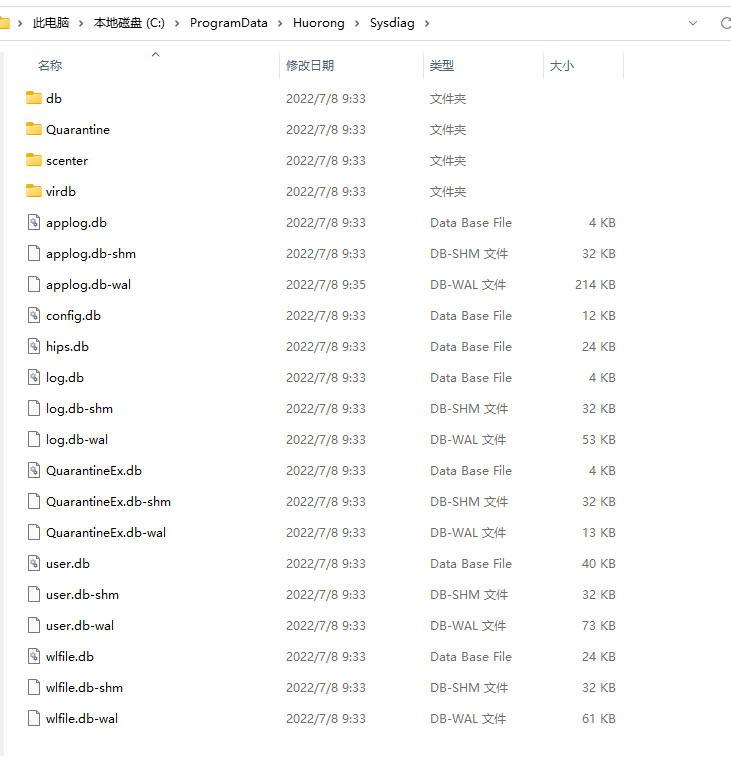 此电脑 > 本地磁盘 (C:) > ProgramData > Huorong > Sysdiag >
名称 修改日期 类型 大小
db 2022/7/8 9:33 文件夹
Quarantine 2022/7/8 9:33 文件夹
scenter 2022/7/8 9:33 文件夹
virdb 2022/7/8 9:33 文件夹
applog.db 2022/7/8 9:33 Data Base File 4 KB
applog.db-shm 2022/7/8 9:33 DB-SHM 文件 32 KB
applog.db-wal 2022/7/8 9:35 DB-WAL 文件 214 KB
config.db 2022/7/8 9:33 Data Base File 12 KB
hips.db 2022/7/8 9:33 Data Base File 24 KB
log.db 2022/7/8 9:33 Data Base File 4 KB
log.db-shm 2022/7/8 9:33 DB-SHM 文件 32 KB
log.db-wal 2022/7/8 9:33 DB-WAL 文件 53 KB
QuarantineEx.db 2022/7/8 9:33 Data Base File 4 KB
QuarantineEx.db-shm 2022/7/8 9:33 DB-SHM 文件 32 KB
QuarantineEx.db-wal 2022/7/8 9:33 DB-WAL 文件 13 KB
user.db 2022/7/8 9:33 Data Base File 40 KB
user.db-shm 2022/7/8 9:33 DB-SHM 文件 32 KB
user.db-wal 2022/7/8 9:33 DB-WAL 文件 73 KB
wlfile.db 2022/7/8 9:33 Data Base File 24 KB
wlfile.db-shm 2022/7/8 9:33 DB-SHM 文件 32 KB
wlfile.db-wal 2022/7/8 9:33 DB-WAL 文件 61 KB